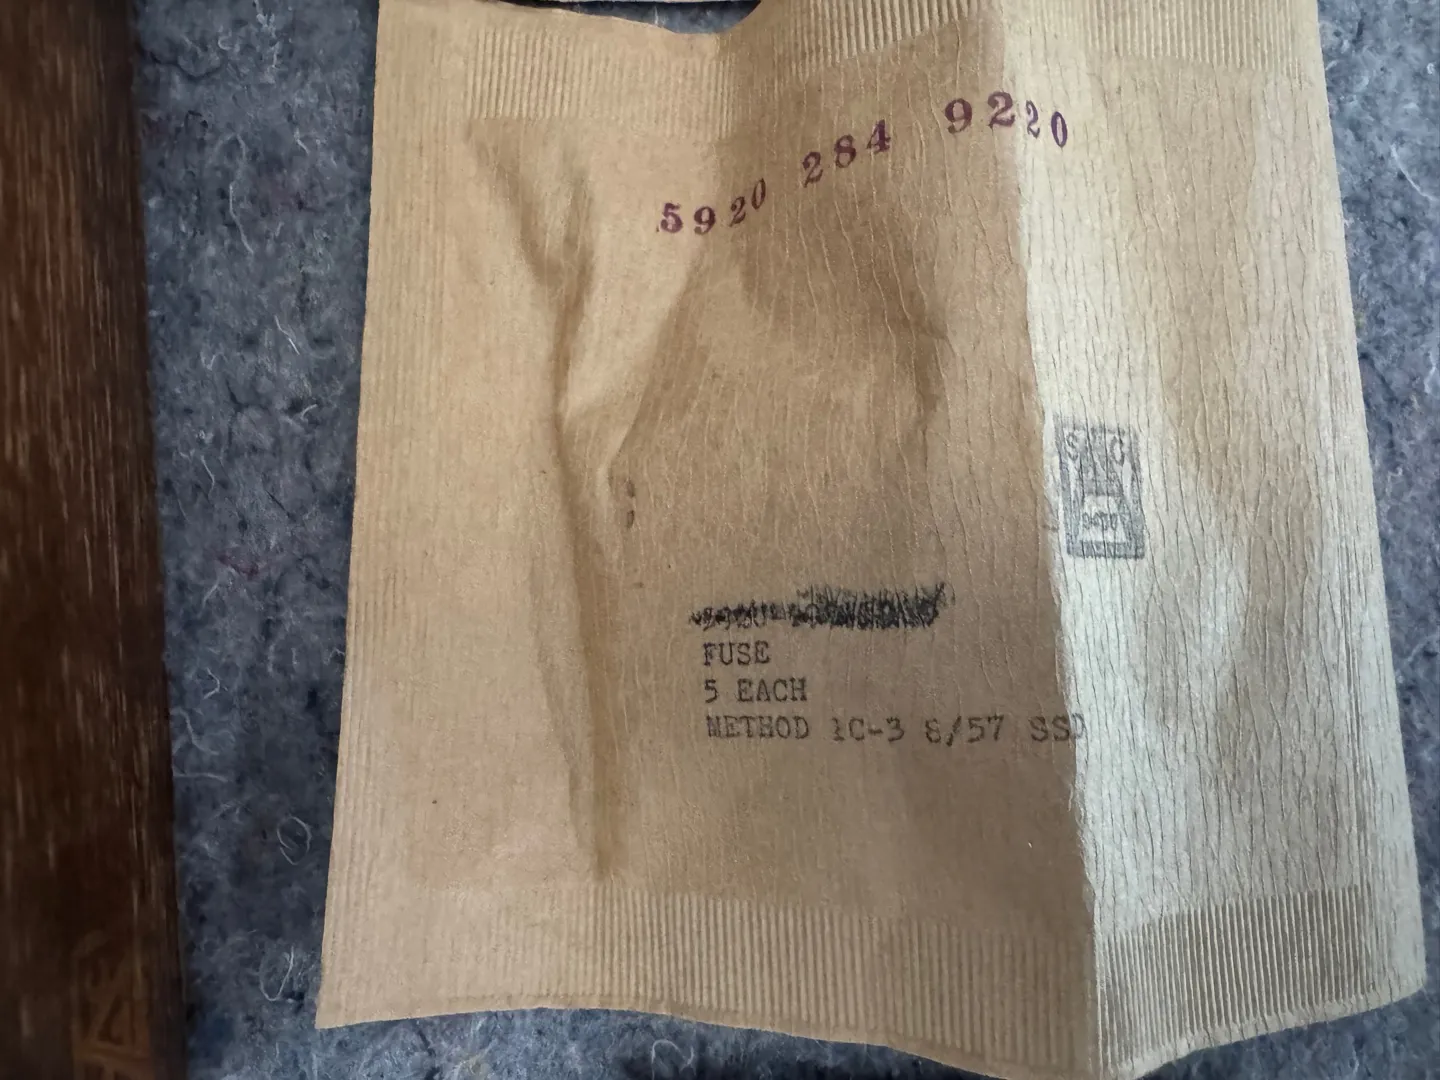 5920 284 9220
FUSE
5 EACH
METHOD 1C-3 8/57 SSD